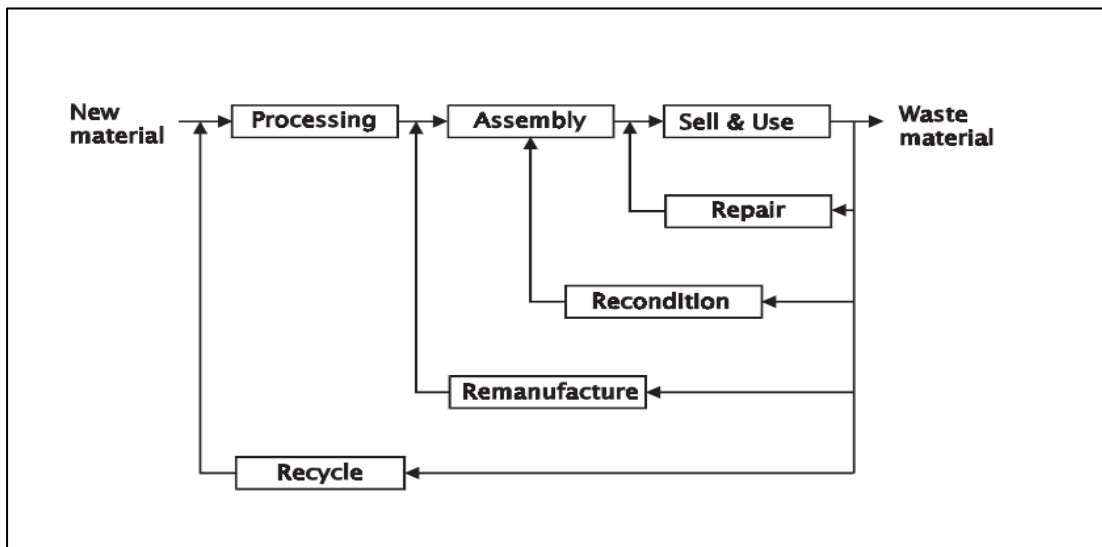 New
material
Processing
Assembly
Sell & Use
Waste
material
Repair
Recondition
Remanufacture
Recycle